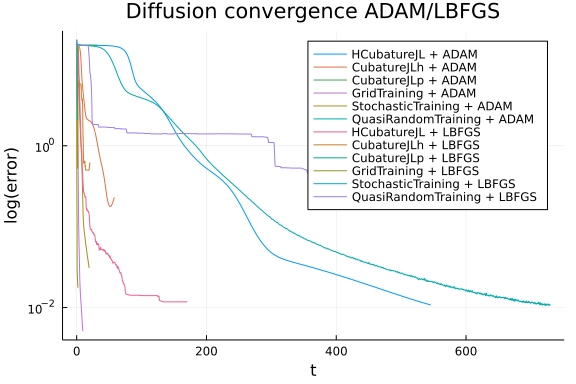 Diffusion convergence ADAM/LBFGS
HCubatureJL + ADAM
CubatureJLh + ADAM
CubatureJLp + ADAM
GridTraining + ADAM
StochasticTraining + ADAM
QuasiRandomTraining + ADAM
HCubatureJL + LBFGS
CubatureJLh + LBFGS
CubatureJLp + LBFGS
GridTraining + LBFGS
StochasticTraining + LBFGS
QuasiRandomTraining + LBFGS
log(error)
10⁰
10⁻²
0 200 400 600
t